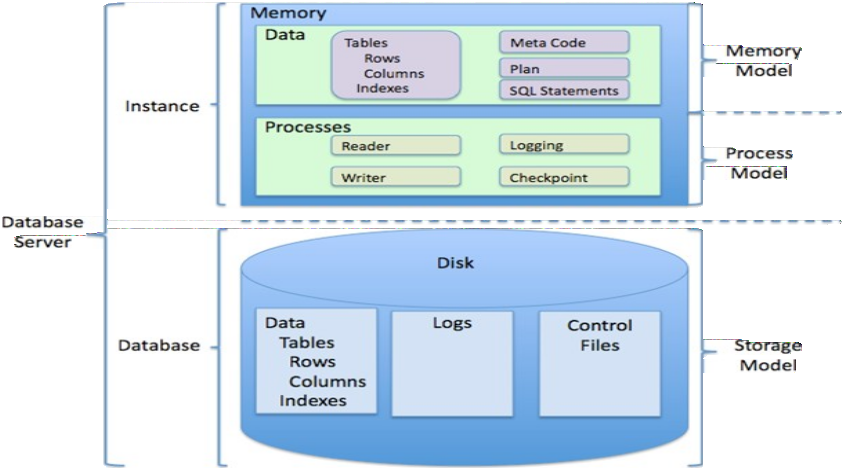 Memory
Data
Tables
Rows
Columns
Indexes
Meta Code
Plan
SQL Statements
Processes
Reader
Logging
Writer
Checkpoint
Instance
Memory
Model
Process
Model
Database
Server
Disk
Data
Tables
Rows
Columns
Indexes
Logs
Control
Files
Database
Storage
Model